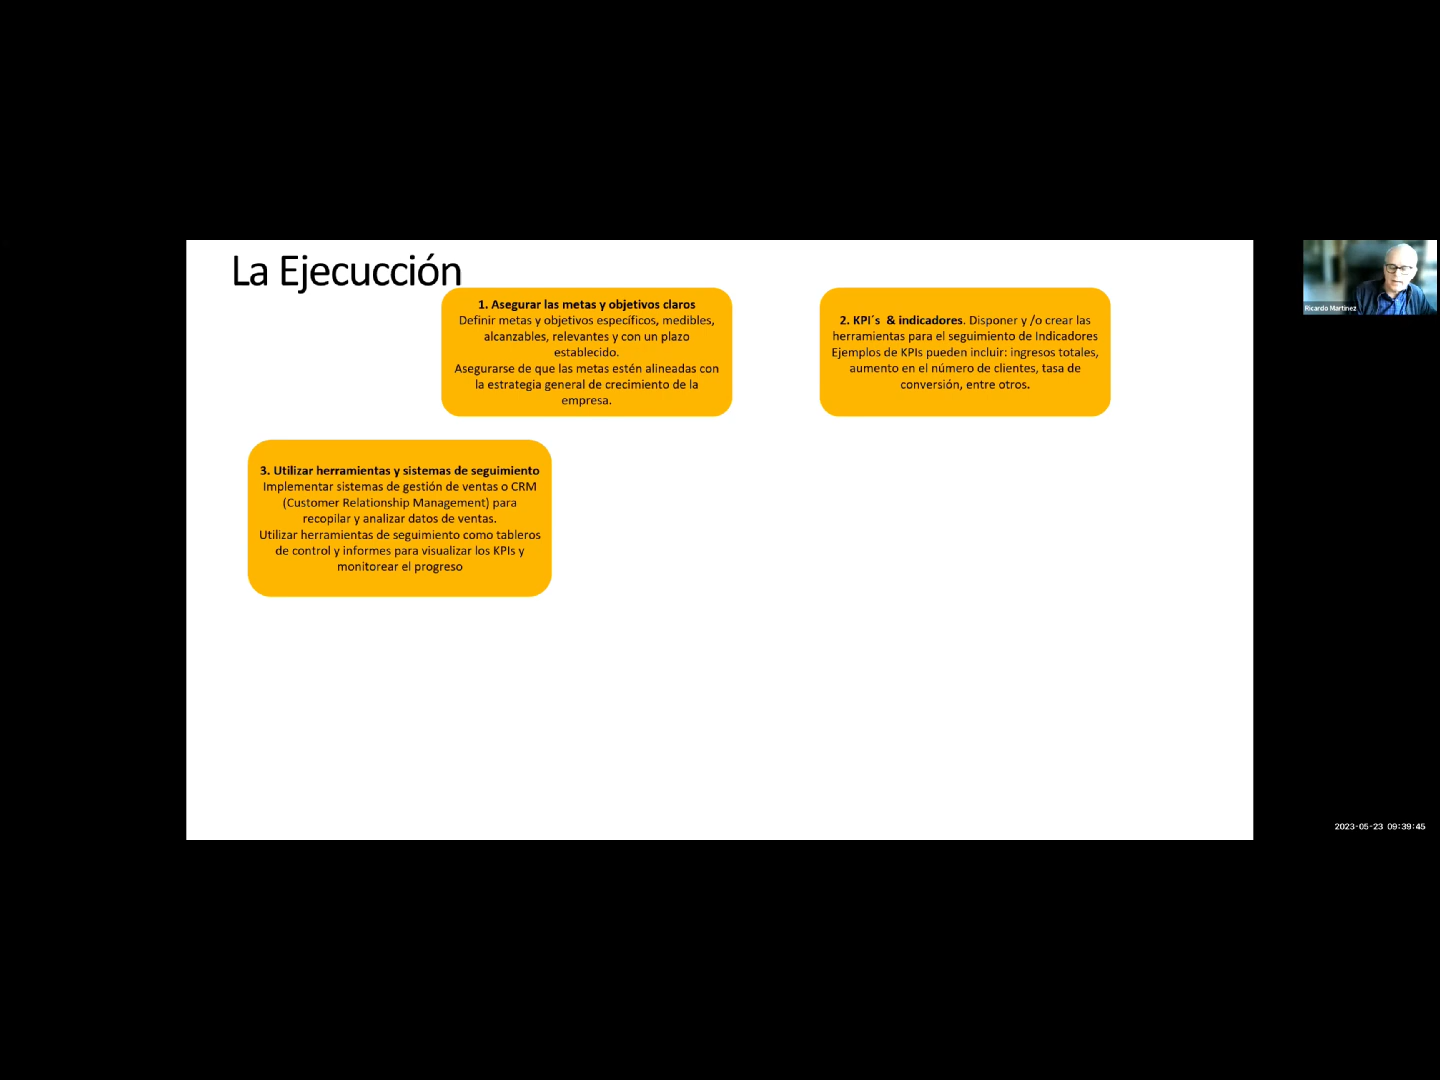 La Ejecucción
1. Asegurar las metas y objetivos claros
Definir metas y objetivos específicos, medibles,
alcanzables, relevantes y con un plazo
establecido.
Asegurarse de que las metas estén alineadas con
la estrategia general de crecimiento de la
empresa.
2. KPI´s & indicadores. Disponer y /o crear las
herramientas para el seguimiento de Indicadores
Ejemplos de KPIs pueden incluir: ingresos totales,
aumento en el número de clientes, tasa de
conversión, entre otros.
3. Utilizar herramientas y sistemas de seguimiento
Implementar sistemas de gestión de ventas o CRM
(Customer Relationship Management) para
recopilar y analizar datos de ventas.
Utilizar herramientas de seguimiento como tableros
de control y informes para visualizar los KPIs y
monitorear el progreso
Ricardo Martinez
2023-05-23 09:39:45